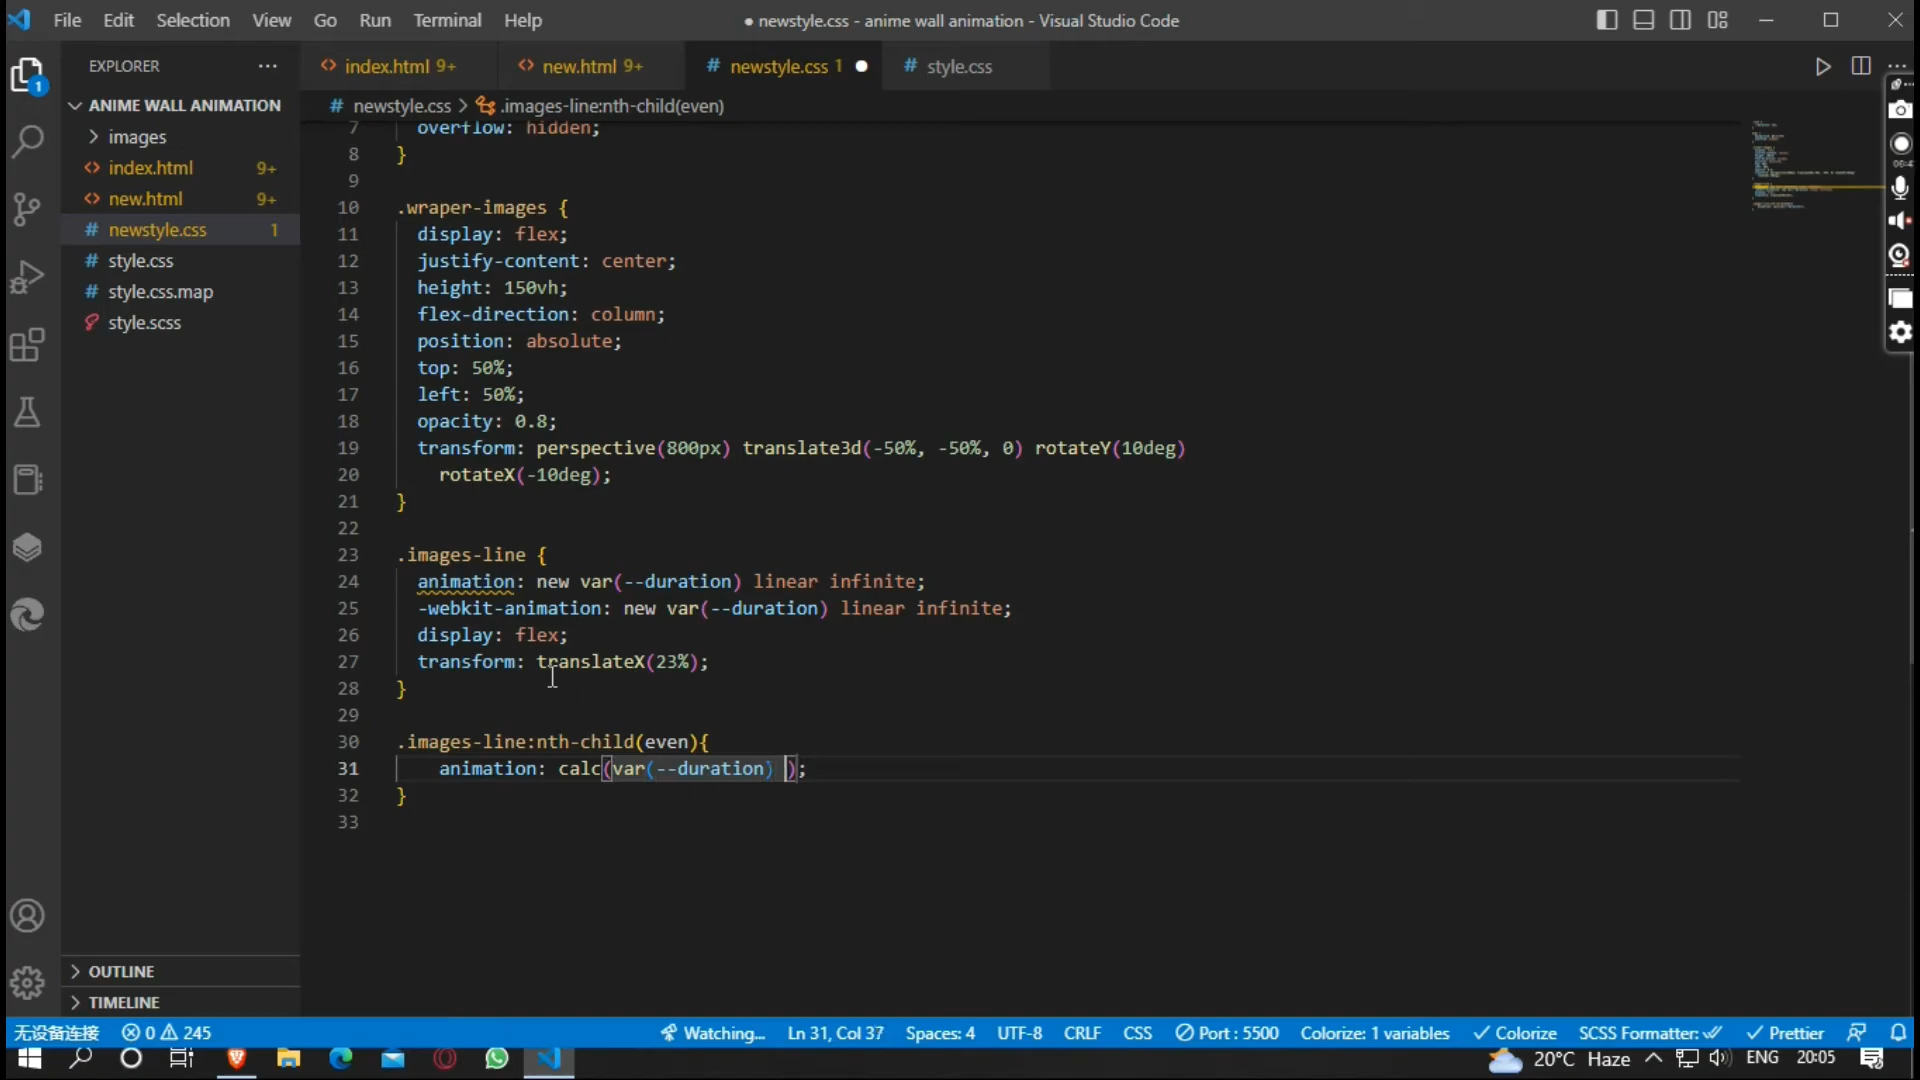 File Edit Selection View Go Run Terminal Help
● newstyle.css - anime wall animation - Visual Studio Code
EXPLORER
index.html 9+
new.html 9+
newstyle.css 1
style.css
ANIME WALL ANIMATION
newstyle.css > .images-line:nth-child(even)
images
index.html 9+
new.html 9+
newstyle.css 1
style.css
style.css.map
style.scss
7 overflow: hidden;
8 }
9
10 .wraper-images {
11 display: flex;
12 justify-content: center;
13 height: 150vh;
14 flex-direction: column;
15 position: absolute;
16 top: 50%;
17 left: 50%;
18 opacity: 0.8;
19 transform: perspective(800px) translate3d(-50%, -50%, 0) rotateY(10deg)
20 rotateX(-10deg);
21 }
22
23 .images-line {
24 animation: new var(--duration) linear infinite;
25 -webkit-animation: new var(--duration) linear infinite;
26 display: flex;
27 transform: translateX(23%);
28 }
29
30 .images-line:nth-child(even){
31 animation: calc(var(--duration) );
32 }
33
OUTLINE
TIMELINE
无设备连接 0 245 Watching... Ln 31, Col 37 Spaces: 4 UTF-8 CRLF CSS Port : 5500 Colorize: 1 variables Colorize SCSS Formatter: Prettier
20°C Haze ENG 20:05